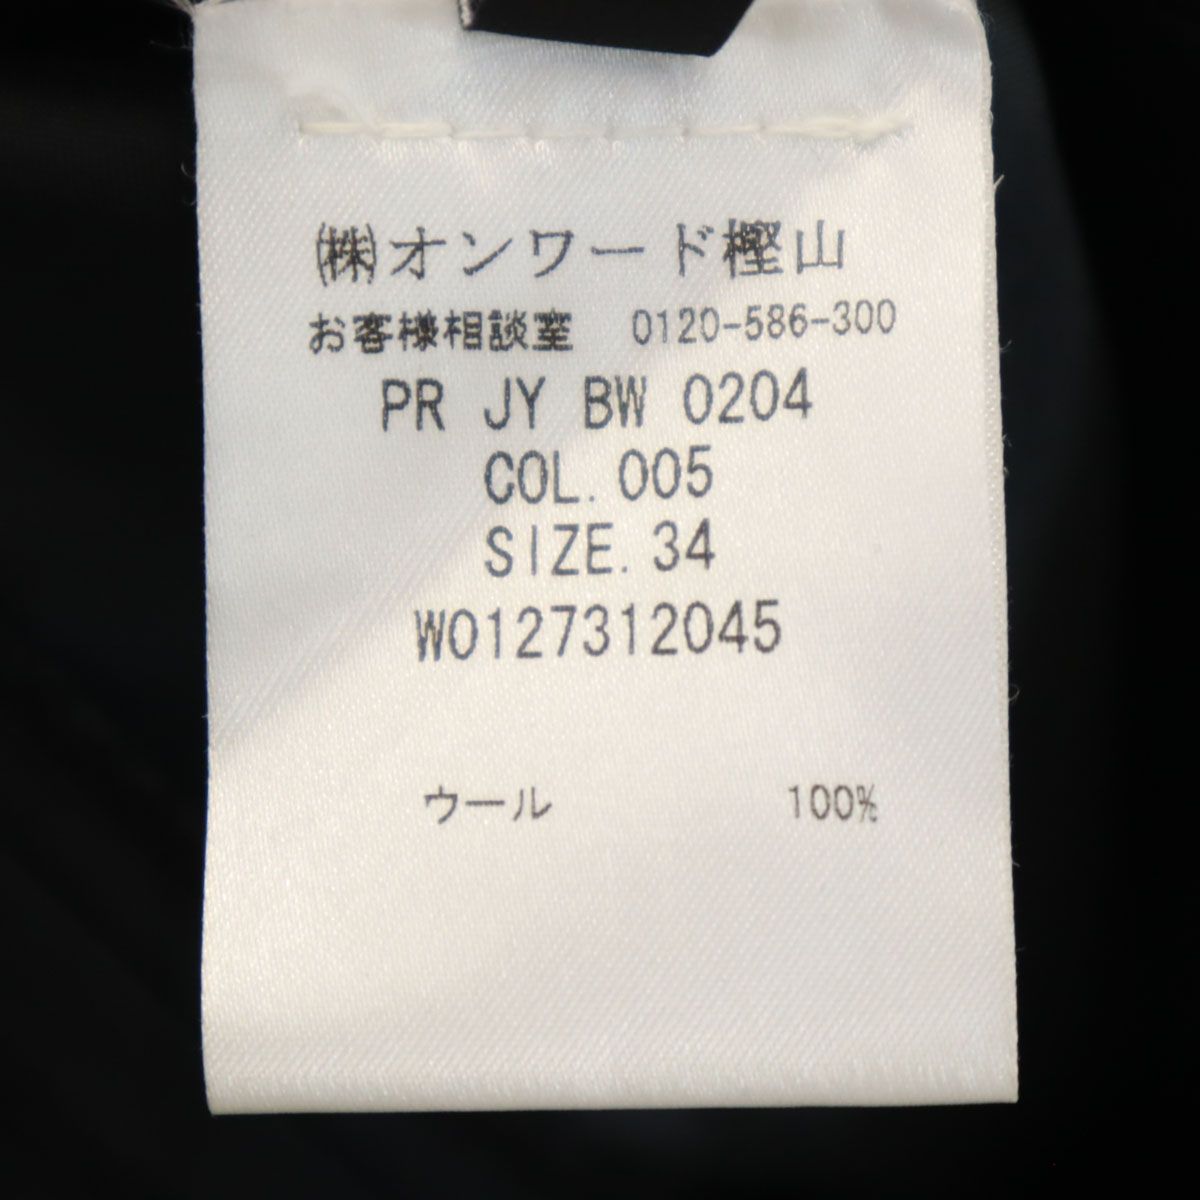 ㈱オンワード樫山
お客様相談室 0120-586-300
PR JY BW 0204
COL.005
SIZE.34
WO127312045
ウール 100%